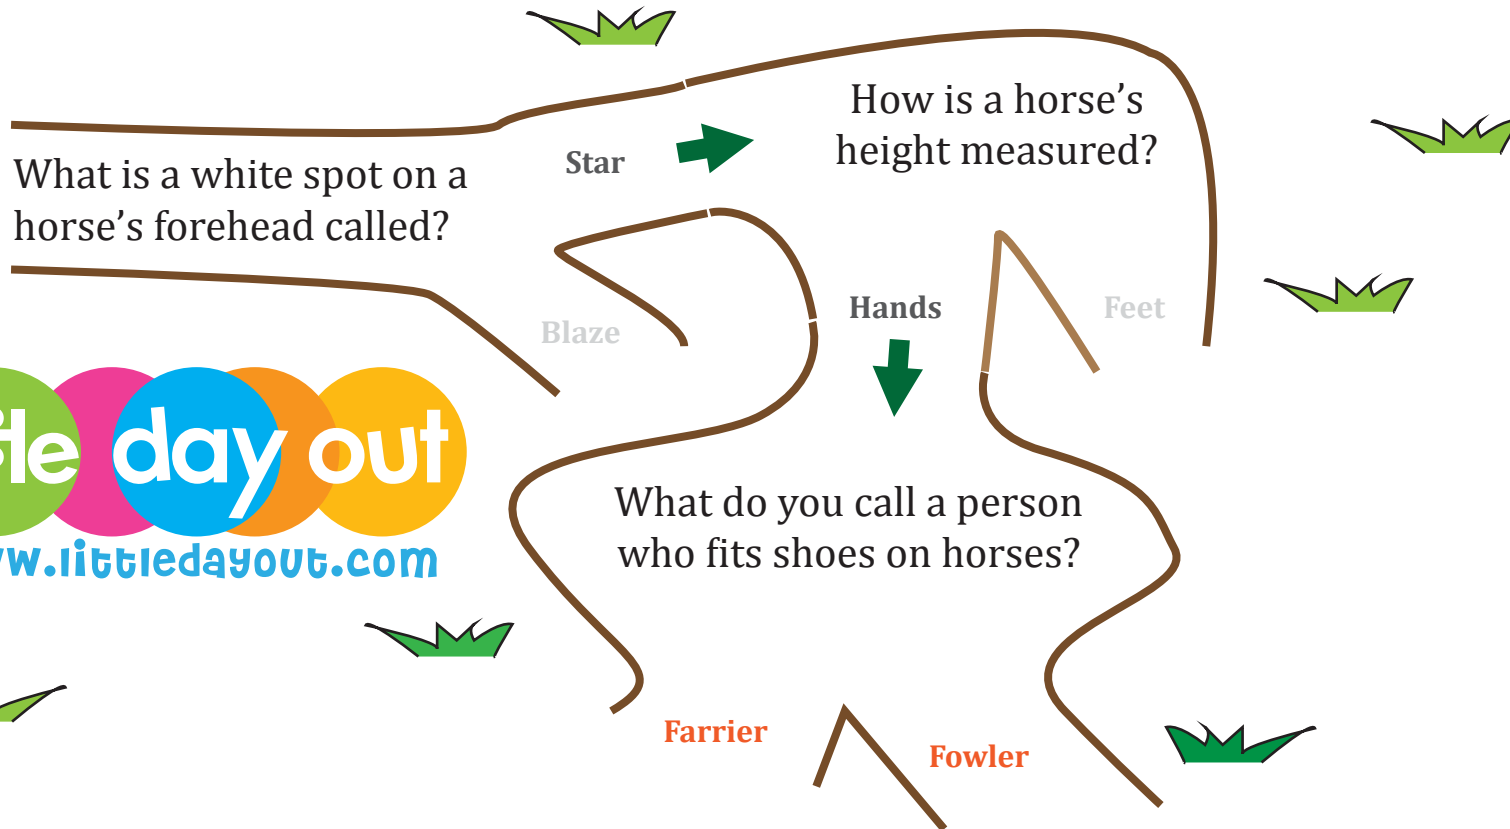 What is a white spot on a
horse's forehead called?
Star
Blaze
How is a horse's
height measured?
Hands
Feet
day out
.littledayout.com
What do you call a person
who fits shoes on horses?
Farrier
Fowler